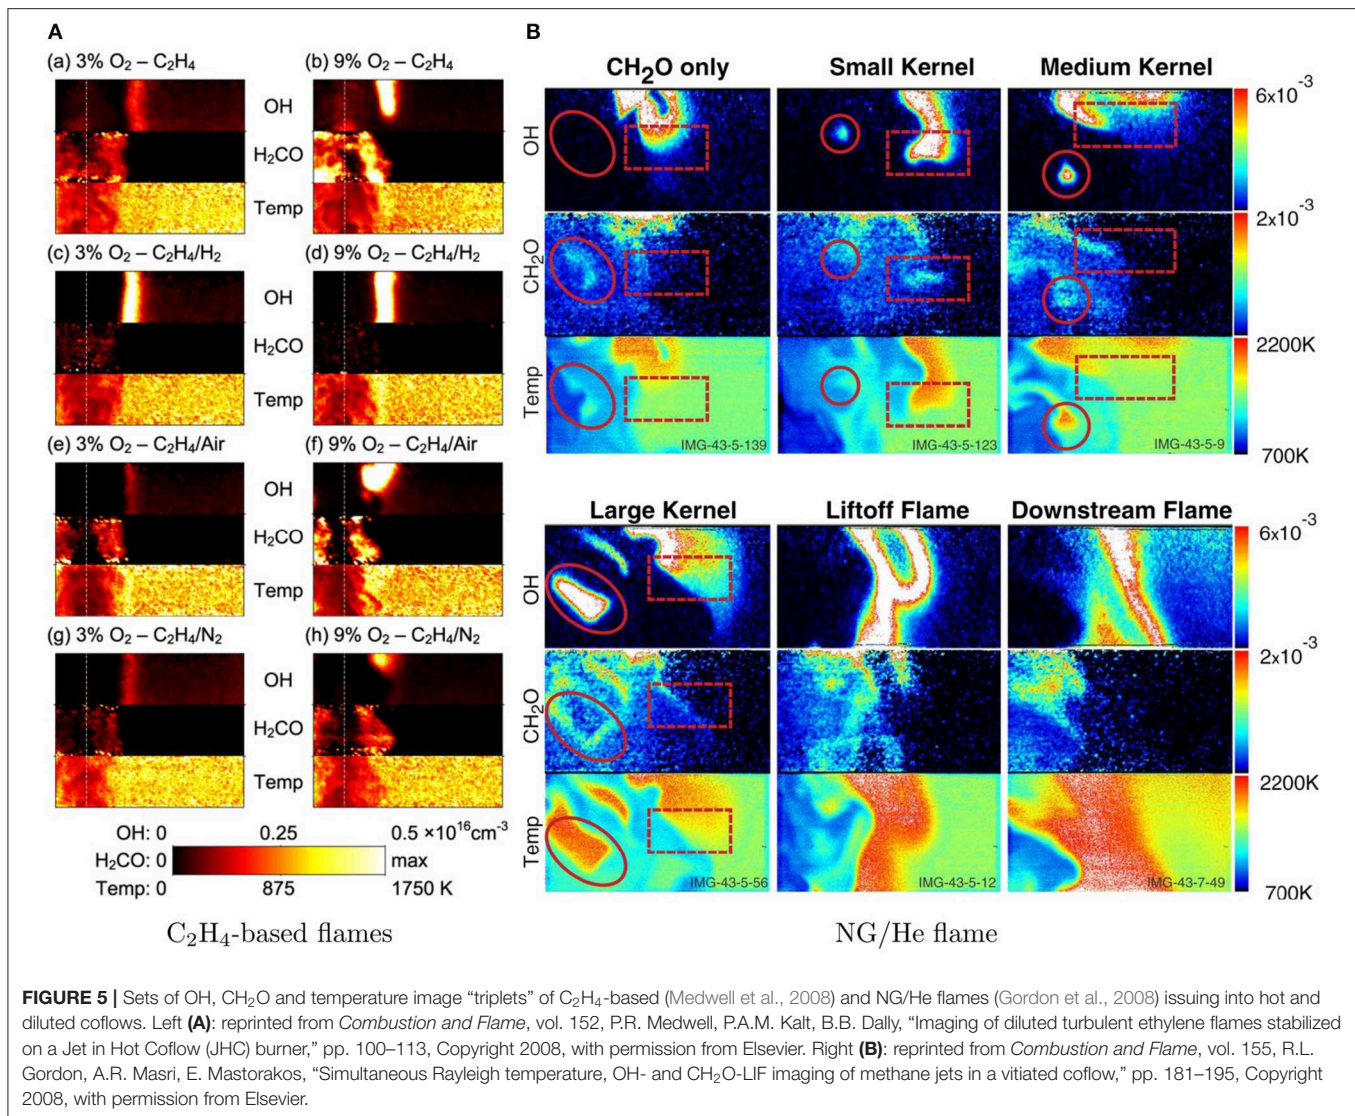 A
(a) 3% O₂ – C₂H₄
(b) 9% O₂ – C₂H₄
OH
H₂CO
Temp
(c) 3% O₂ – C₂H₄/H₂
(d) 9% O₂ – C₂H₄/H₂
OH
H₂CO
Temp
(e) 3% O₂ – C₂H₄/Air
(f) 9% O₂ – C₂H₄/Air
OH
H₂CO
Temp
(g) 3% O₂ – C₂H₄/N₂
(h) 9% O₂ – C₂H₄/N₂
OH
H₂CO
Temp
OH: 0 0.25 0.5 ×10¹⁶cm⁻³
H₂CO: 0 max
Temp: 0 875 1750 K
C₂H₄-based flames
B
CH₂O only
Small Kernel
Medium Kernel
OH
6x10⁻³
-3
CH₂O
2x10⁻³
Temp
2200K
IMG-43-5-139
IMG-43-5-123
IMG-43-5-9
700K
Large Kernel
Liftoff Flame
Downstream Flame
OH
6x10⁻³
-3
CH₂O
2x10⁻³
Temp
2200K
IMG-43-5-56
IMG-43-5-12
IMG-43-7-49
700K
NG/He flame
FIGURE 5 | Sets of OH, CH₂O and temperature image “triplets” of C₂H₄-based (Medwell et al., 2008) and NG/He flames (Gordon et al., 2008) issuing into hot and
diluted coflows. Left (A): reprinted from Combustion and Flame, vol. 152, P.R. Medwell, P.A.M. Kalt, B.B. Dally, “Imaging of diluted turbulent ethylene flames stabilized
on a Jet in Hot Coflow (JHC) burner,” pp. 100–113, Copyright 2008, with permission from Elsevier. Right (B): reprinted from Combustion and Flame, vol. 155, R.L.
Gordon, A.R. Masri, E. Mastorakos, “Simultaneous Rayleigh temperature, OH- and CH₂O-LIF imaging of methane jets in a vitiated coflow,” pp. 181–195, Copyright
2008, with permission from Elsevier.